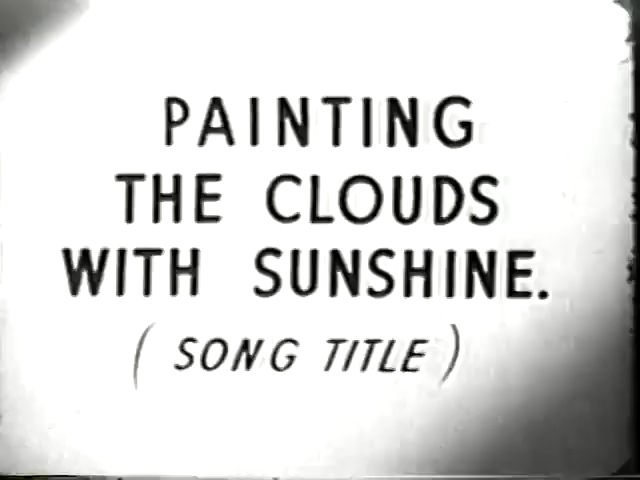 PAINTING
THE CLOUDS
WITH SUNSHINE.
(SONG TITLE)